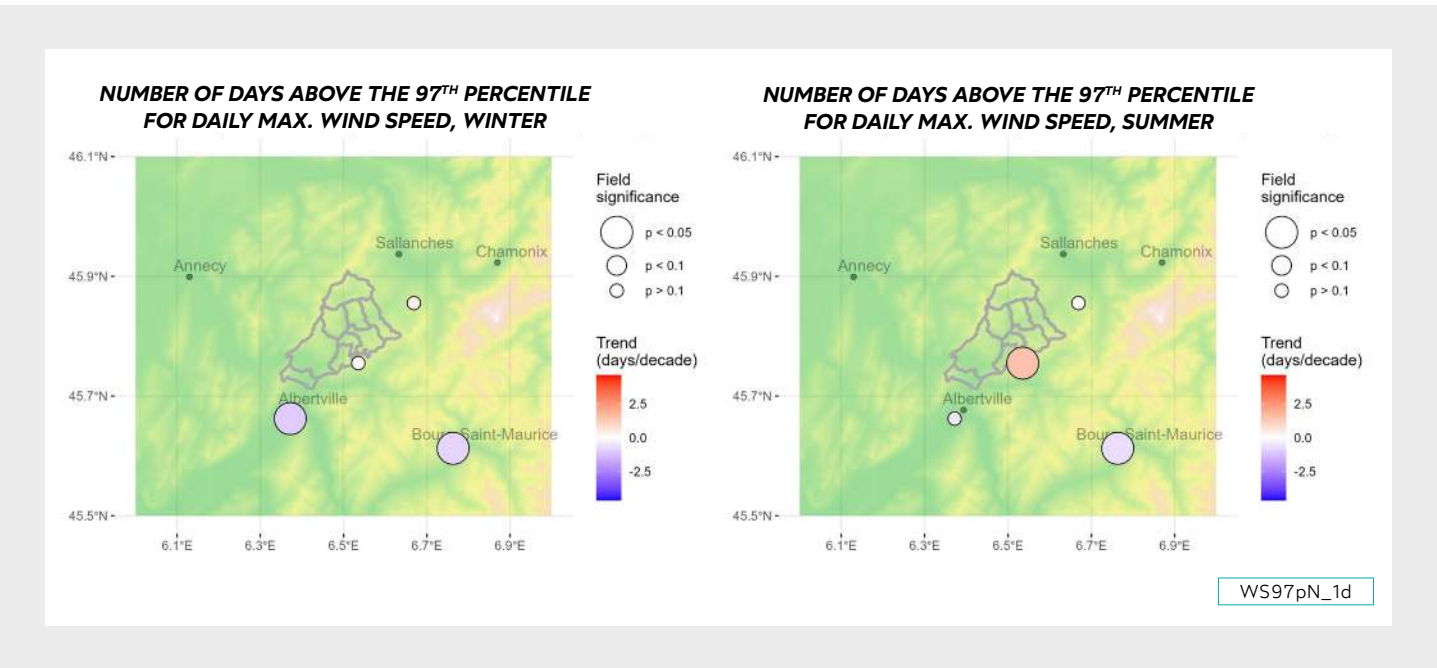 NUMBER OF DAYS ABOVE THE 97TH PERCENTILE
FOR DAILY MAX. WIND SPEED, WINTER
46.1°N
45.9°N
45.7°N
45.5°N
6.1°E
6.3°E
6.5°E
6.7°E
6.9°E
Annecy
Sallanches
Chamonix
Albertville
Bourg-Saint-Maurice
Field
significance
p < 0.05
p < 0.1
p > 0.1
Trend
(days/decade)
2.5
0.0
-2.5
NUMBER OF DAYS ABOVE THE 97TH PERCENTILE
FOR DAILY MAX. WIND SPEED, SUMMER
46.1°N
45.9°N
45.7°N
45.5°N
6.1°E
6.3°E
6.5°E
6.7°E
6.9°E
Annecy
Sallanches
Chamonix
Albertville
Bourg-Saint-Maurice
Field
significance
p < 0.05
p < 0.1
p > 0.1
Trend
(days/decade)
2.5
0.0
-2.5
WS97pN_1d